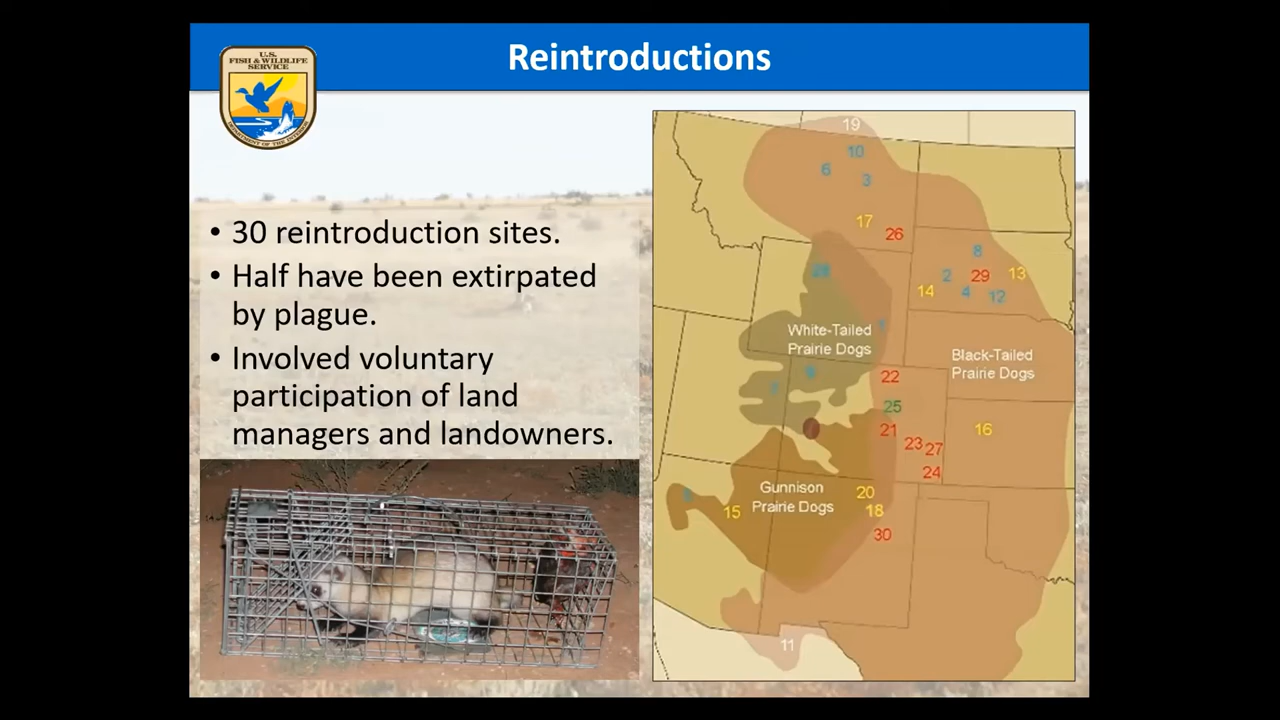 Reintroductions
U.S.
FISH & WILDLIFE
SERVICE
DEPARTMENT OF THE INTERIOR
• 30 reintroduction sites.
• Half have been extirpated
by plague.
• Involved voluntary
participation of land
managers and landowners.
19
10
6
3
17
26
8
2
29
13
14
4
12
28
White-Tailed
Prairie Dogs
Black-Tailed
Prairie Dogs
22
25
21
16
23
27
24
Gunnison
Prairie Dogs
20
15
18
30
11